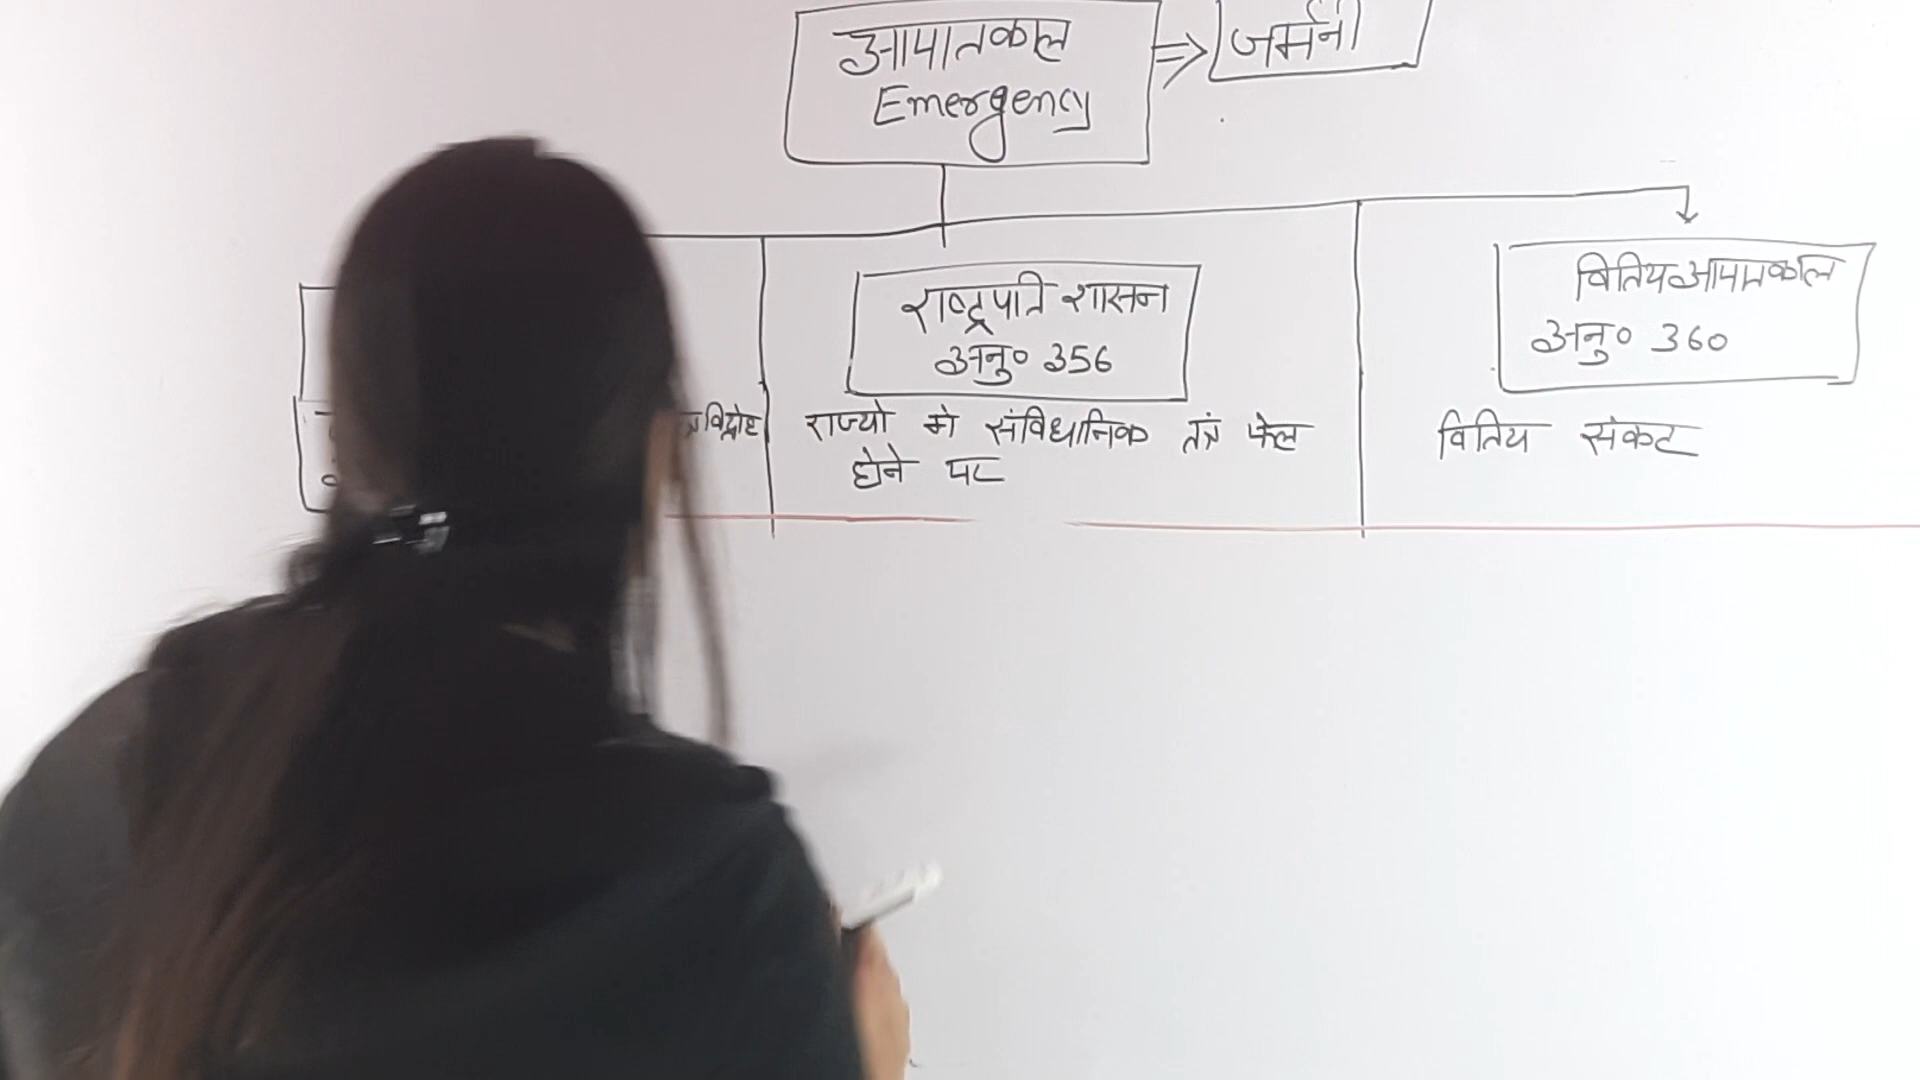 आपातकाल
Emergency
जर्मनी
राष्ट्रपति शासन
अनु० 356
वितिय आपातकाल
अनु० 360
राज्यो मे संविधानिक तंत्र फेल
होने पर
वितिय संकट